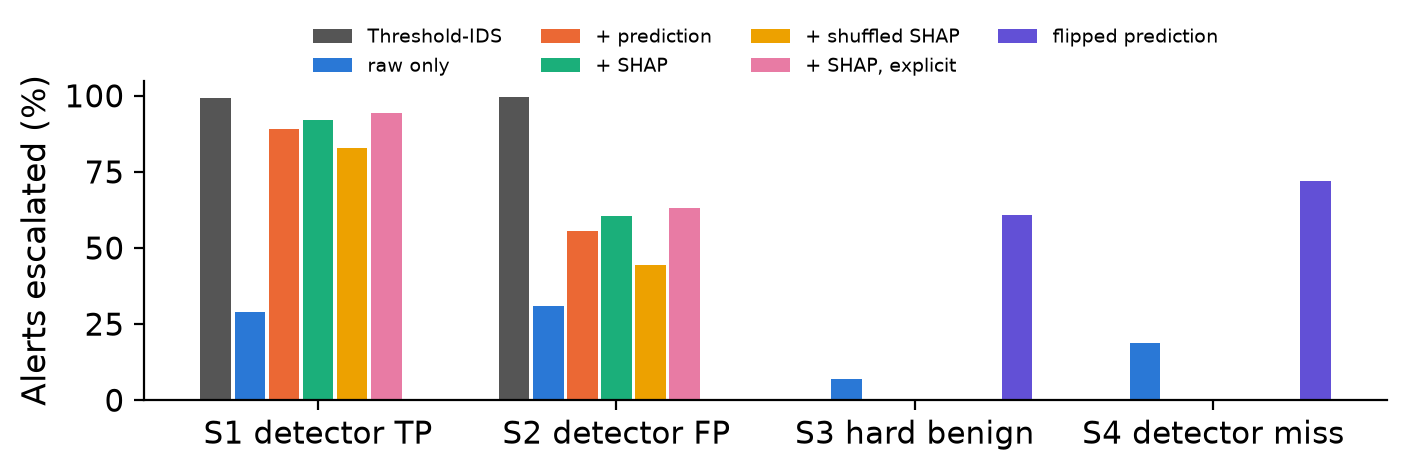 Threshold-IDS + prediction + shuffled SHAP flipped prediction
raw only + SHAP + SHAP, explicit
Alerts escalated (%)
100
75
50
25
0
S1 detector TP S2 detector FP S3 hard benign S4 detector miss